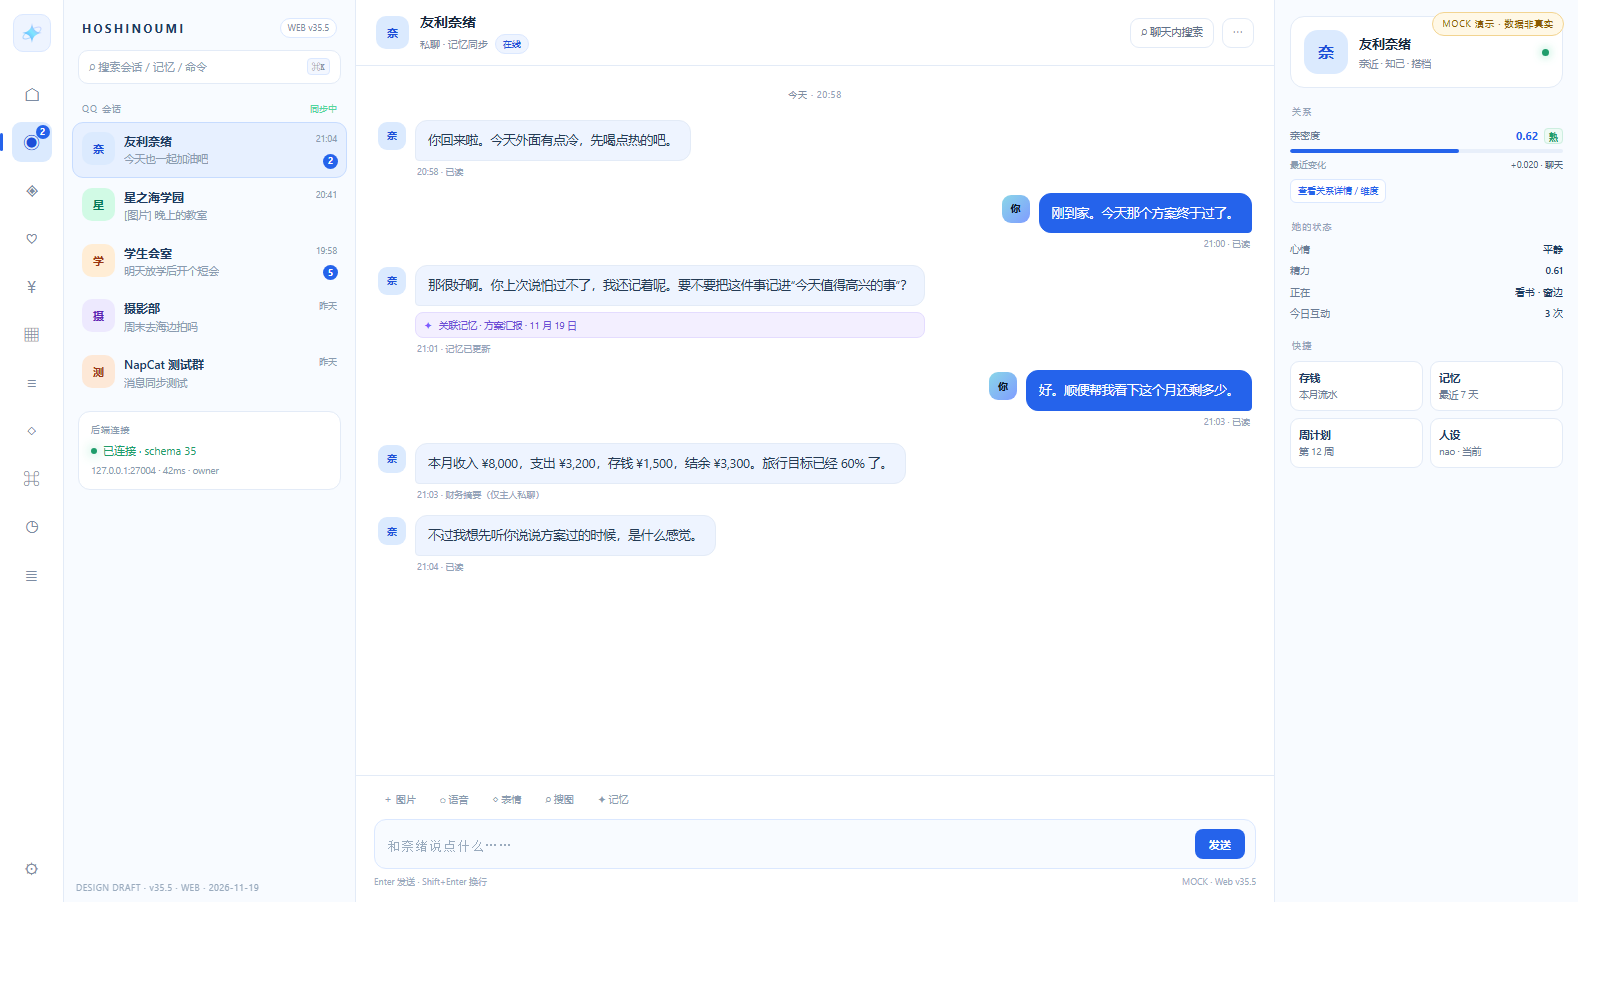 2
HOSHINOUMI
WEB v35.5
搜索会话 / 记忆 / 命令
⌘K
QQ 会话
同步中
奈
友利奈绪
21:04
今天也一起加油吧
2
星
星之海学园
20:41
[图片] 晚上的教室
学
学生会室
19:58
明天放学后开个短会
5
摄
摄影部
昨天
周末去海边拍吗
测
NapCat 测试群
昨天
消息同步测试
后端连接
已连接 · schema 35
127.0.0.1:27004 · 42ms · owner
DESIGN DRAFT · v35.5 · WEB · 2026-11-19
奈
友利奈绪
私聊 · 记忆同步
在线
聊天内搜索
···
今天 · 20:58
奈
你回来啦。今天外面有点冷，先喝点热的吧。
20:58 · 已读
你
刚到家。今天那个方案终于过了。
21:00 · 已读
奈
那很好啊。你上次说怕过不了，我还记着呢。要不要把这件事记进“今天值得高兴的事”？
✦ 关联记忆 · 方案汇报 · 11 月 19 日
21:01 · 记忆已更新
你
好。顺便帮我看下这个月还剩多少。
21:03 · 已读
奈
本月收入 ¥8,000，支出 ¥3,200，存钱 ¥1,500，结余 ¥3,300。旅行目标已经 60% 了。
21:03 · 财务摘要（仅主人私聊）
奈
不过我想先听你说说方案过的时候，是什么感觉。
21:04 · 已读
+ 图片
○ 语音
◇ 表情
⌕ 搜图
✦ 记忆
和奈绪说点什么……
发送
Enter 发送 · Shift+Enter 换行
MOCK · Web v35.5
MOCK 演示 · 数据非真实
奈
友利奈绪
亲近 · 知己 · 搭档
关系
亲密度
0.62
熟
最近变化
+0.020 · 聊天
查看关系详情 / 维度
她的状态
心情
平静
精力
0.61
正在
看书 · 窗边
今日互动
3 次
快捷
存钱
本月流水
记忆
最近 7 天
周计划
第 12 周
人设
nao · 当前